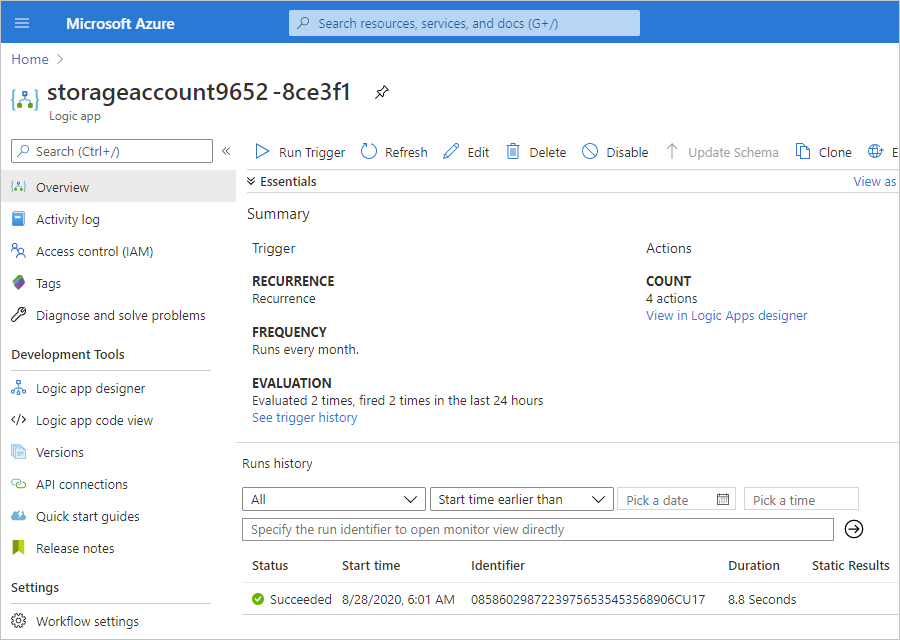 Microsoft Azure
Search resources, services, and docs (G+/)
Home
storageaccount9652 -8ce3f1
Logic app
Search (Ctrl+/)
Overview
Activity log
Access control (IAM)
Tags
Diagnose and solve problems
Development Tools
Logic app designer
Logic app code view
Versions
API connections
Quick start guides
Release notes
Settings
Workflow settings
Run Trigger Refresh Edit Delete Disable Update Schema Clone E
Essentials View as
Summary
Trigger Actions
RECURRENCE COUNT
Recurrence 4 actions
View in Logic Apps designer
FREQUENCY
Runs every month.
EVALUATION
Evaluated 2 times, fired 2 times in the last 24 hours
See trigger history
Runs history
All Start time earlier than Pick a date Pick a time
Specify the run identifier to open monitor view directly
Status Start time Identifier Duration Static Results
Succeeded 8/28/2020, 6:01 AM 08586029872239756535453568906CU17 8.8 Seconds